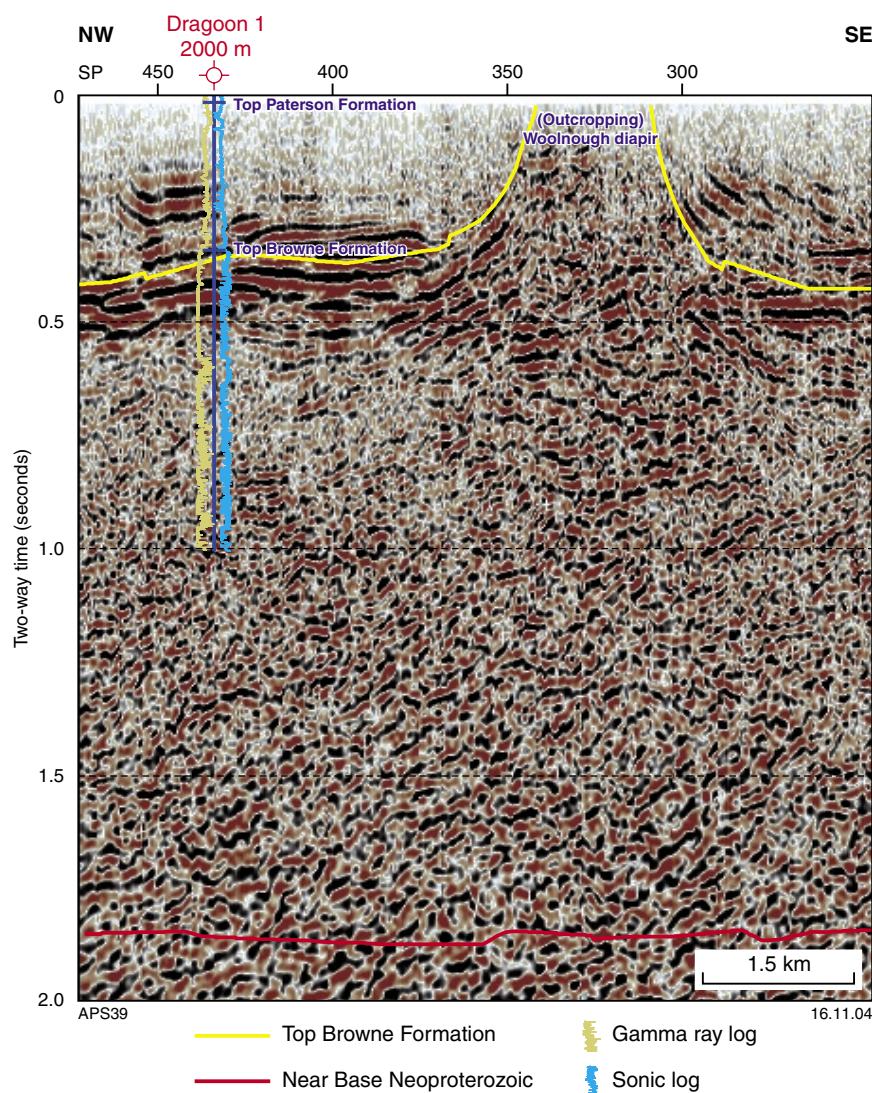 Dragoon 1
NW
SE
2000 m
SP
450
400
350
300
0
Top Paterson Formation
(Outcropping)
Woolnough diapir
Top Browne Formation
0.5
1.0
1.5
2.0
Two-way time (seconds)
1.5 km
APS39
16.11.04
Top Browne Formation
Gamma ray log
Near Base Neoproterozoic
Sonic log